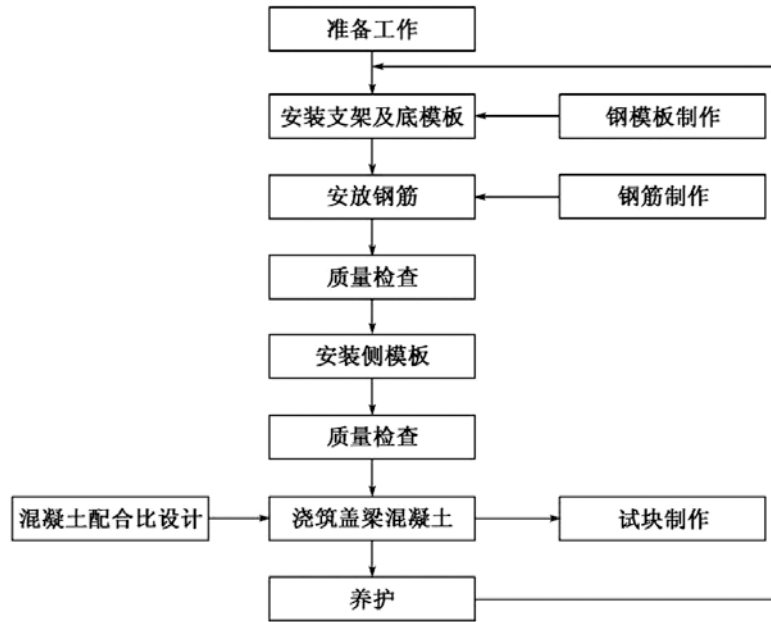 准备工作
安装支架及底模板
钢模板制作
安放钢筋
钢筋制作
质量检查
安装侧模板
质量检查
混凝土配合比设计
浇筑盖梁混凝土
试块制作
养护